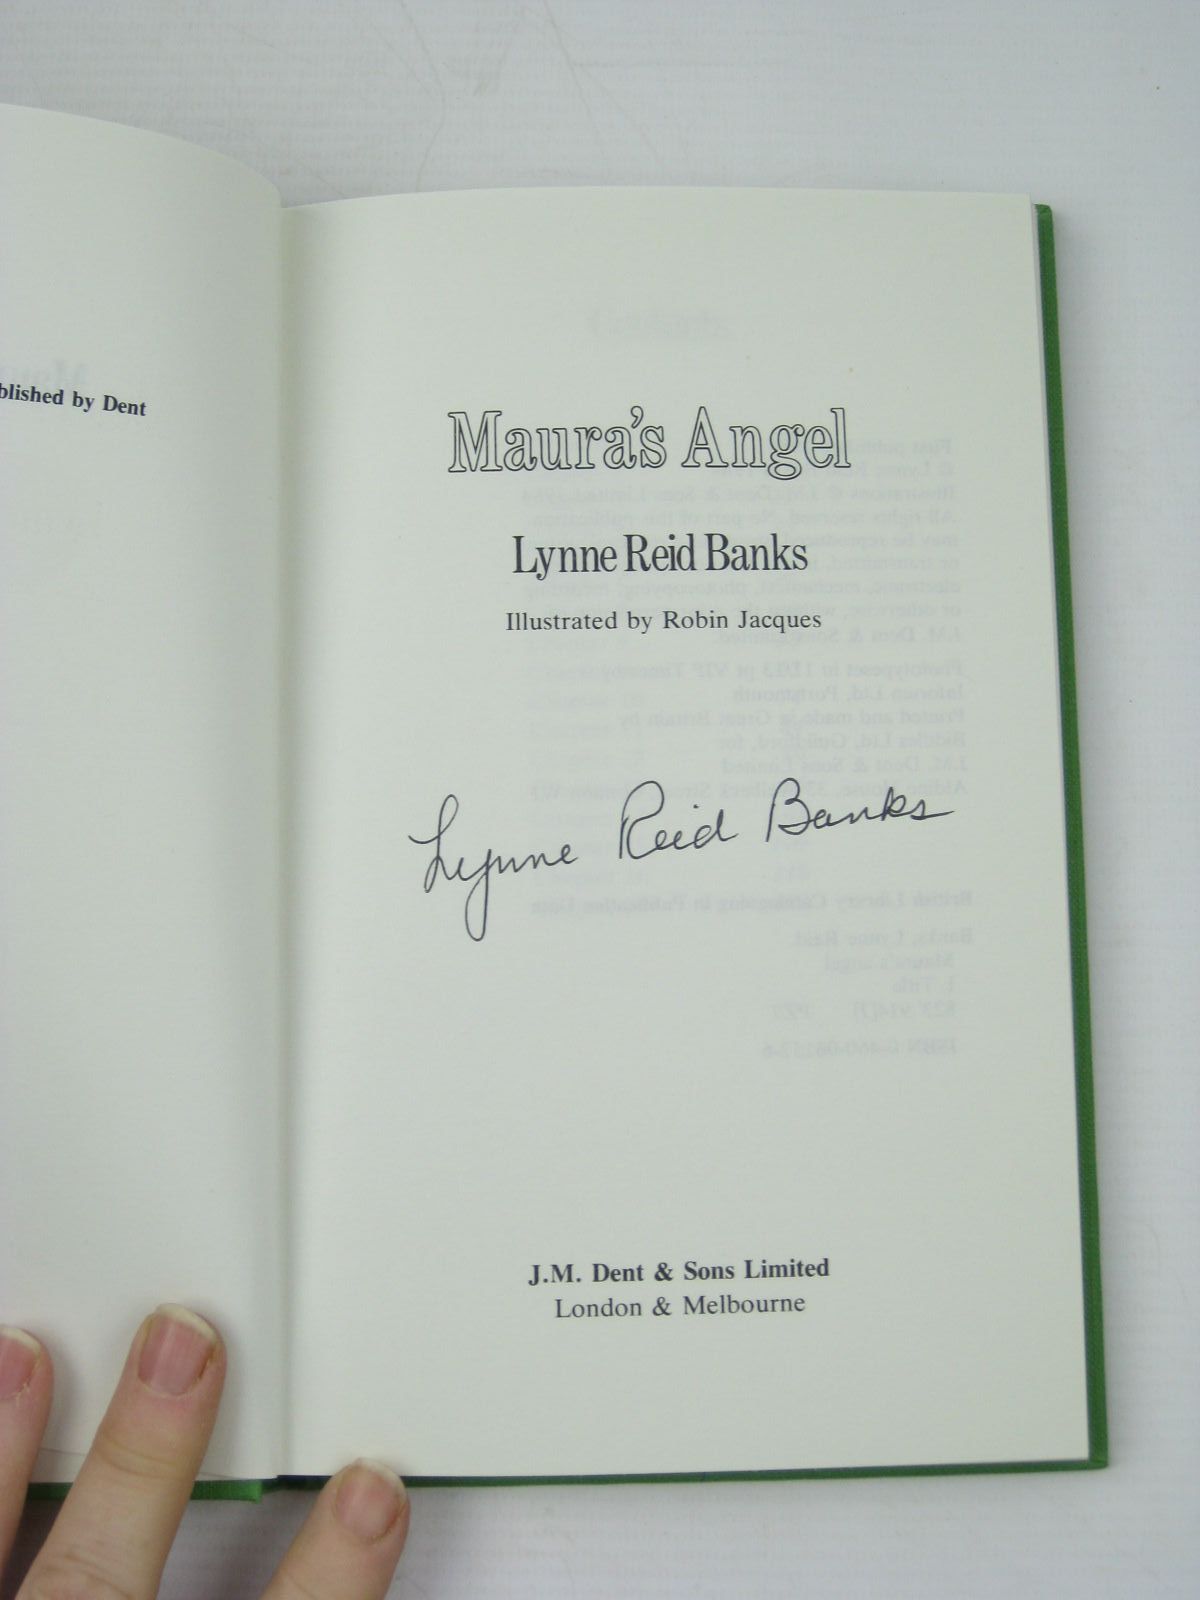 blished by Dent
Maura's Angel
Lynne Reid Banks
Illustrated by Robin Jacques
Lynne Reid Banks
J.M. Dent & Sons Limited
London & Melbourne